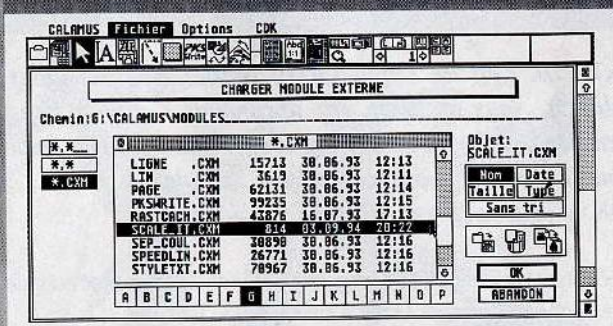 CALAMUS Fichier Options CDK
CHARGER MODULE EXTERNE
Chemin:G:\CALAMUS\MODULES
*.*
*.*
*.CXM
*.CXM
LIGNE .CXM 15713 30.06.93 12:13
LIN .CXM 3619 30.06.93 12:11
PAGE .CXM 62131 30.06.93 12:14
PKSWRITE.CXM 99235 30.06.93 12:15
RASTCACH.CXM 43876 16.07.93 17:13
SCALE_IT.CXM 814 03.09.94 20:22
SEP_COUL.CXM 30898 30.06.93 12:16
SPEEDLIN.CXM 26771 30.06.93 12:16
STYLETXT.CXM 78967 30.06.93 12:16
A B C D E F G H I J K L M N O P
Objet:
SCALE_IT.CXM
Nom Date
Taille Type
Sans tri
OK
ABANDON